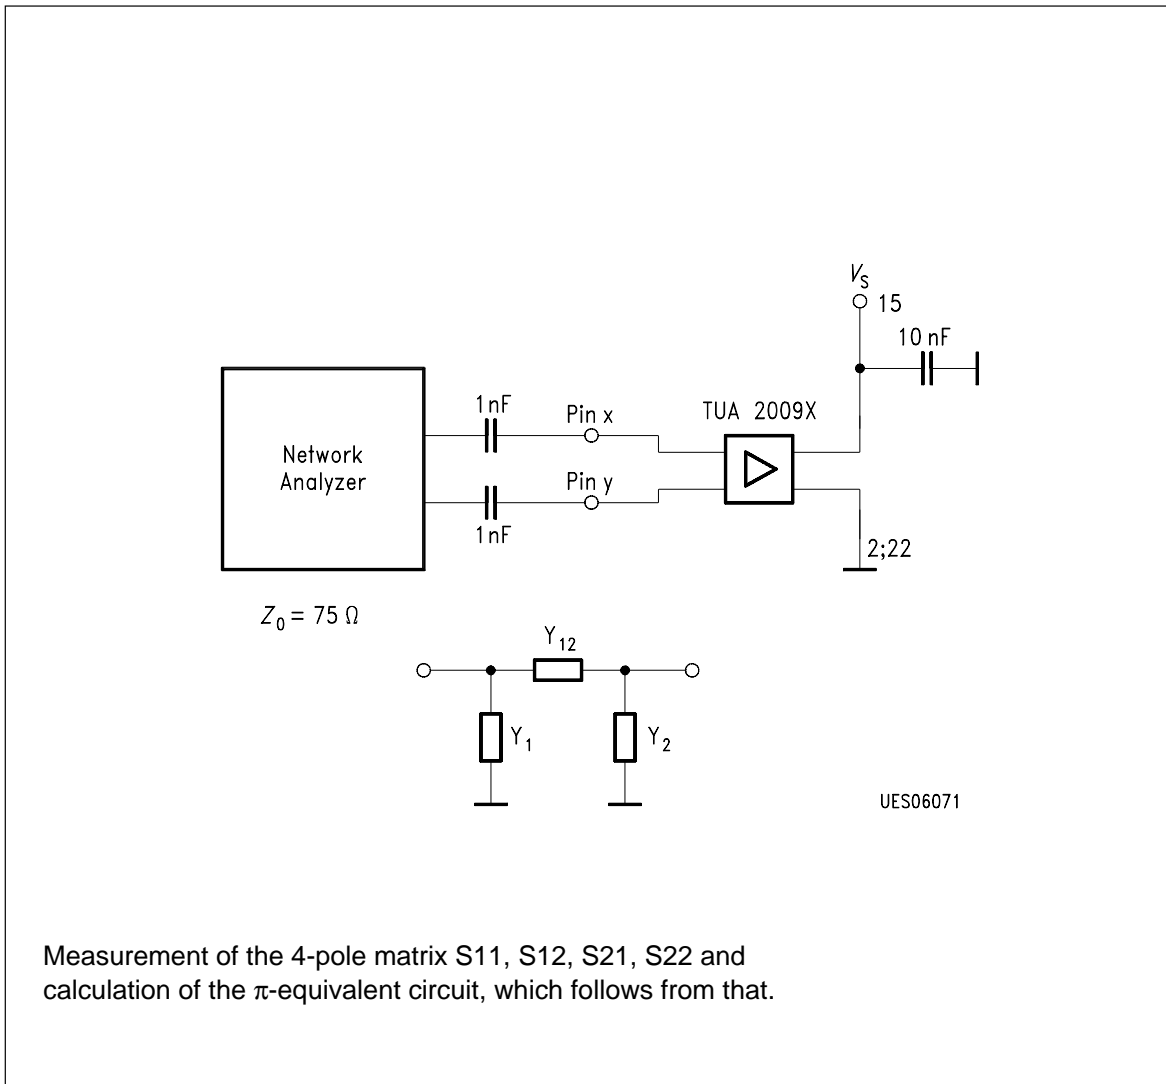 V_S
15
10 nF
TUA 2009X
1nF
Pin x
Network
Analyzer
Pin y
1nF
2;22
Z_0 = 75 Ω
Y_12
Y_1
Y_2
UES06071
Measurement of the 4-pole matrix S11, S12, S21, S22 and
calculation of the π-equivalent circuit, which follows from that.